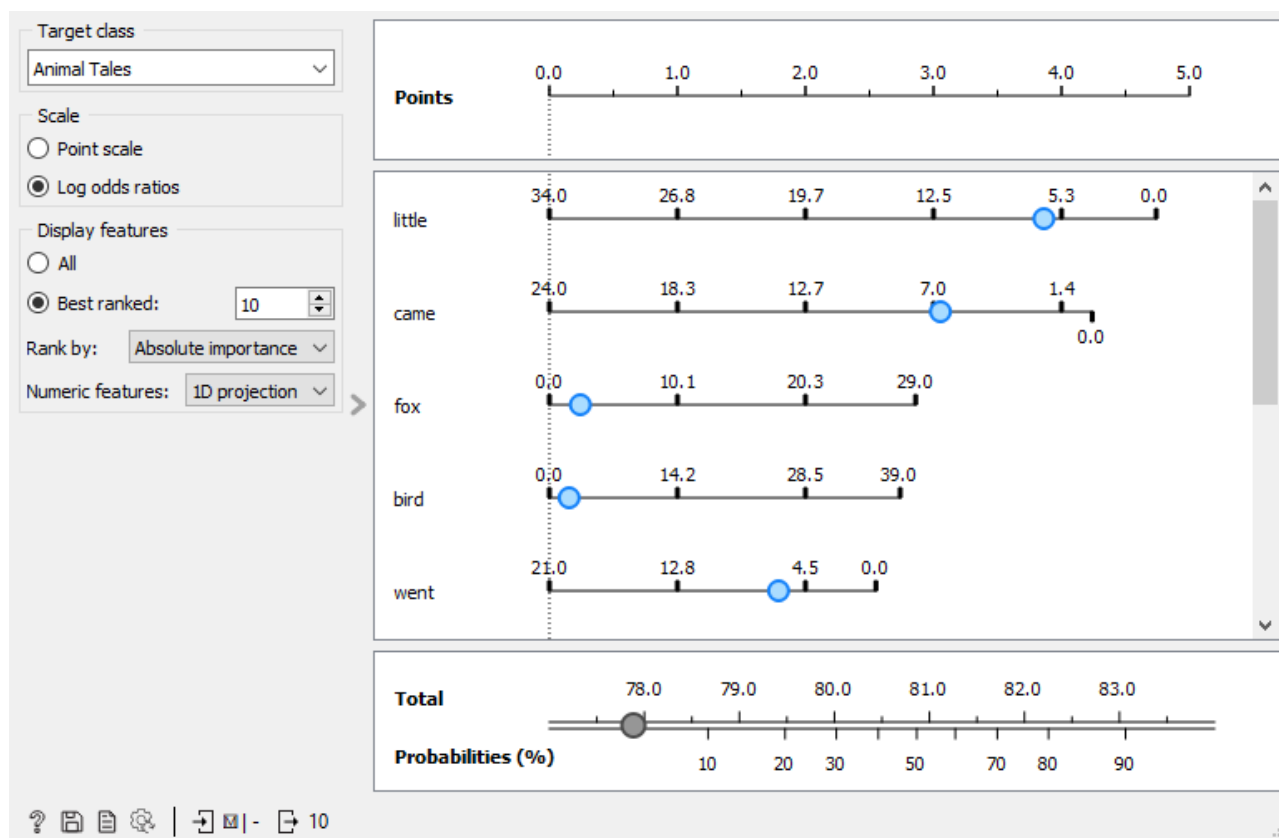 Target class
Animal Tales
Scale
Point scale
Log odds ratios
Display features
All
Best ranked: 10
Rank by: Absolute importance
Numeric features: 1D projection
0.0 1.0 2.0 3.0 4.0 5.0
Points
34.0 26.8 19.7 12.5 5.3 0.0
little
24.0 18.3 12.7 7.0 1.4
came
0.0
0.0 10.1 20.3 29.0
fox
0.0 14.2 28.5 39.0
bird
21.0 12.8 4.5 0.0
went
78.0 79.0 80.0 81.0 82.0 83.0
Total
Probabilities (%)
10 20 30 50 70 80 90
? M | - 10